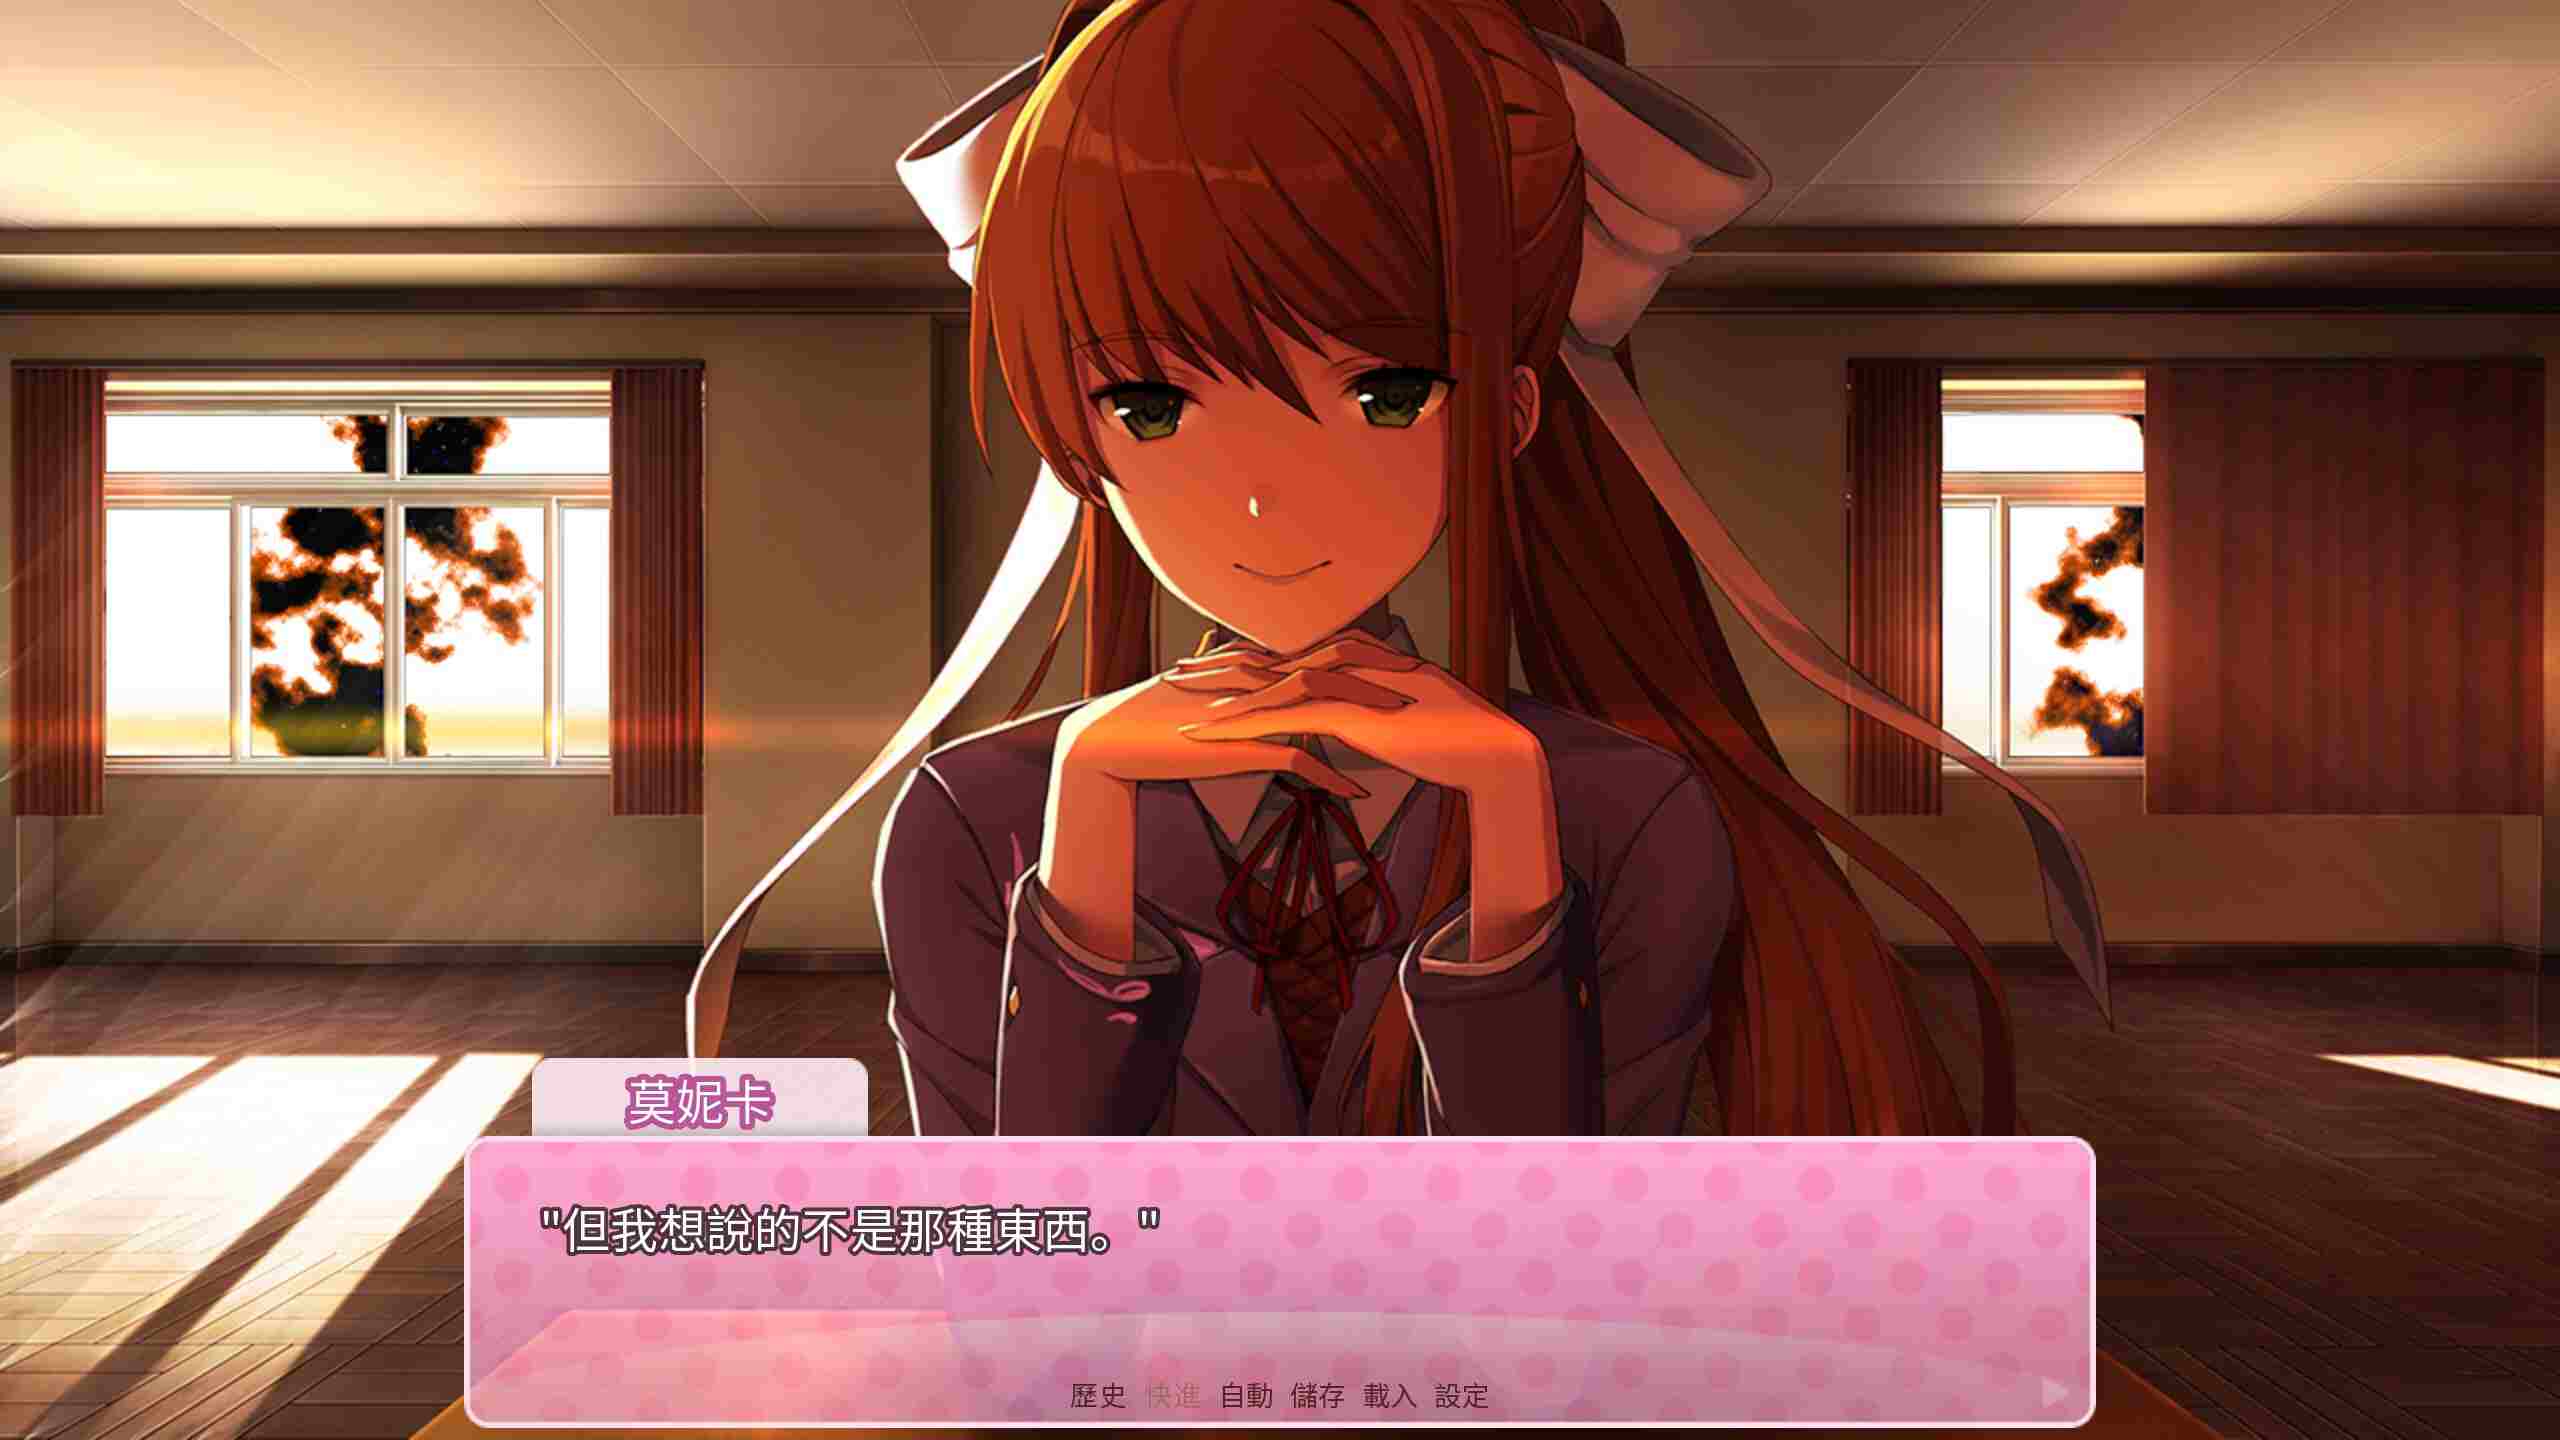 莫妮卡
"但我想說的不是那種東西。"
歷史 快進 自動 儲存 載入 設定